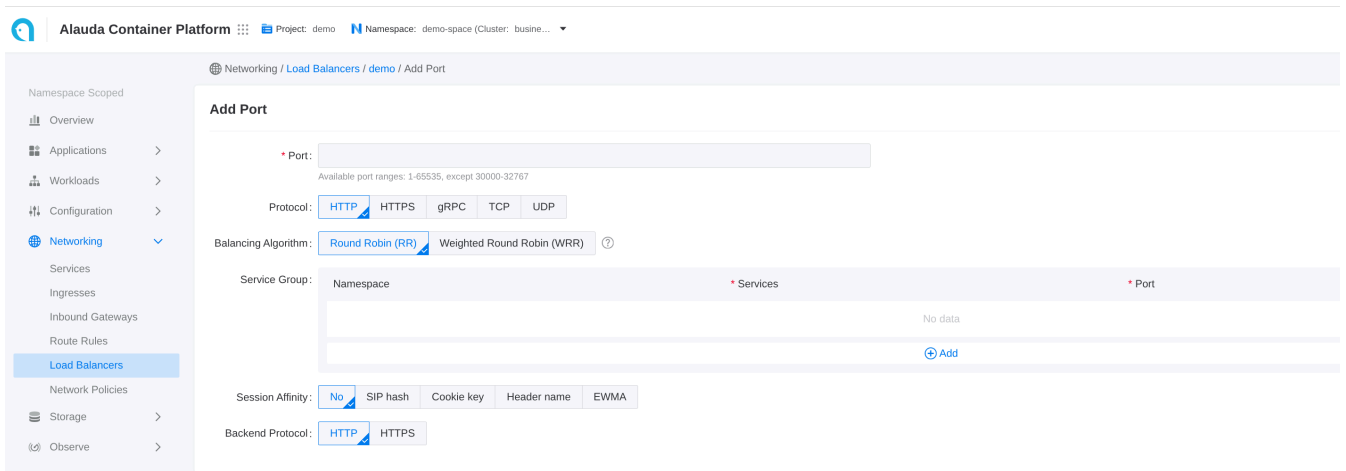 Alauda Container Platform Project: demo Namespace: demo-space (Cluster: busine...
Networking / Load Balancers / demo / Add Port
Namespace Scoped
Overview
Applications
Workloads
Configuration
Networking
Services
Ingresses
Inbound Gateways
Route Rules
Load Balancers
Network Policies
Storage
Observe
Add Port
* Port:
Available port ranges: 1-65535, except 30000-32767
Protocol: HTTP HTTPS gRPC TCP UDP
Balancing Algorithm: Round Robin (RR) Weighted Round Robin (WRR) ?
Service Group: Namespace * Services * Port
No data
Add
Session Affinity: No SIP hash Cookie key Header name EWMA
Backend Protocol: HTTP HTTPS